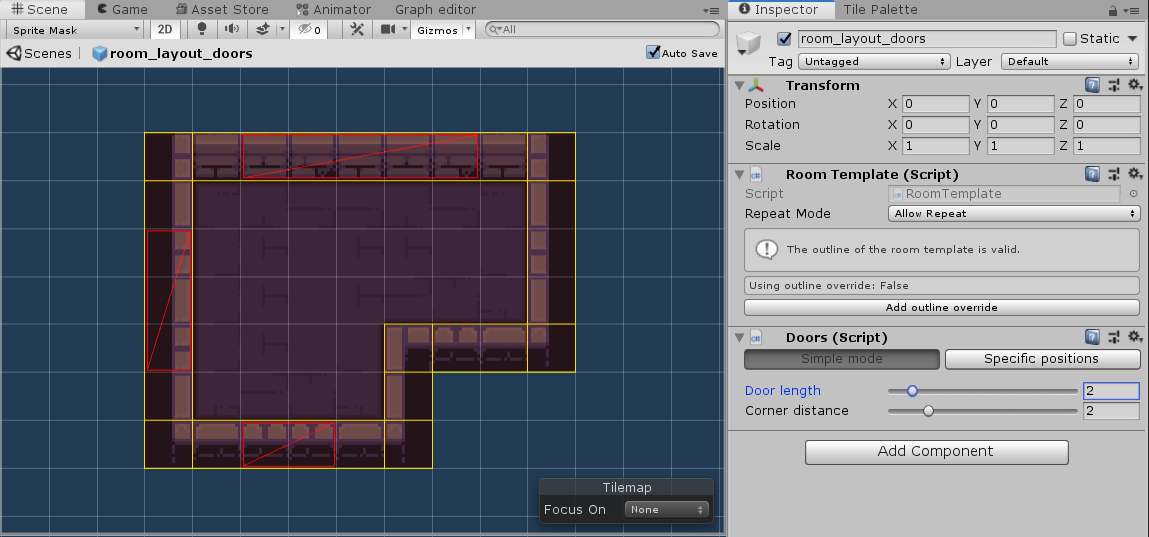 Scene Game Asset Store Animator Graph editor
Sprite Mask 2D 0 Gizmos All
Scenes room_layout_doors Auto Save
Tilemap
Focus On None
Inspector Tile Palette
room_layout_doors Static
Tag Untagged Layer Default
Transform
Position X 0 Y 0 Z 0
Rotation X 0 Y 0 Z 0
Scale X 1 Y 1 Z 1
Room Template (Script)
Script RoomTemplate
Repeat Mode Allow Repeat
The outline of the room template is valid.
Using outline override: False
Add outline override
Doors (Script)
Simple mode Specific positions
Door length 2
Corner distance 2
Add Component